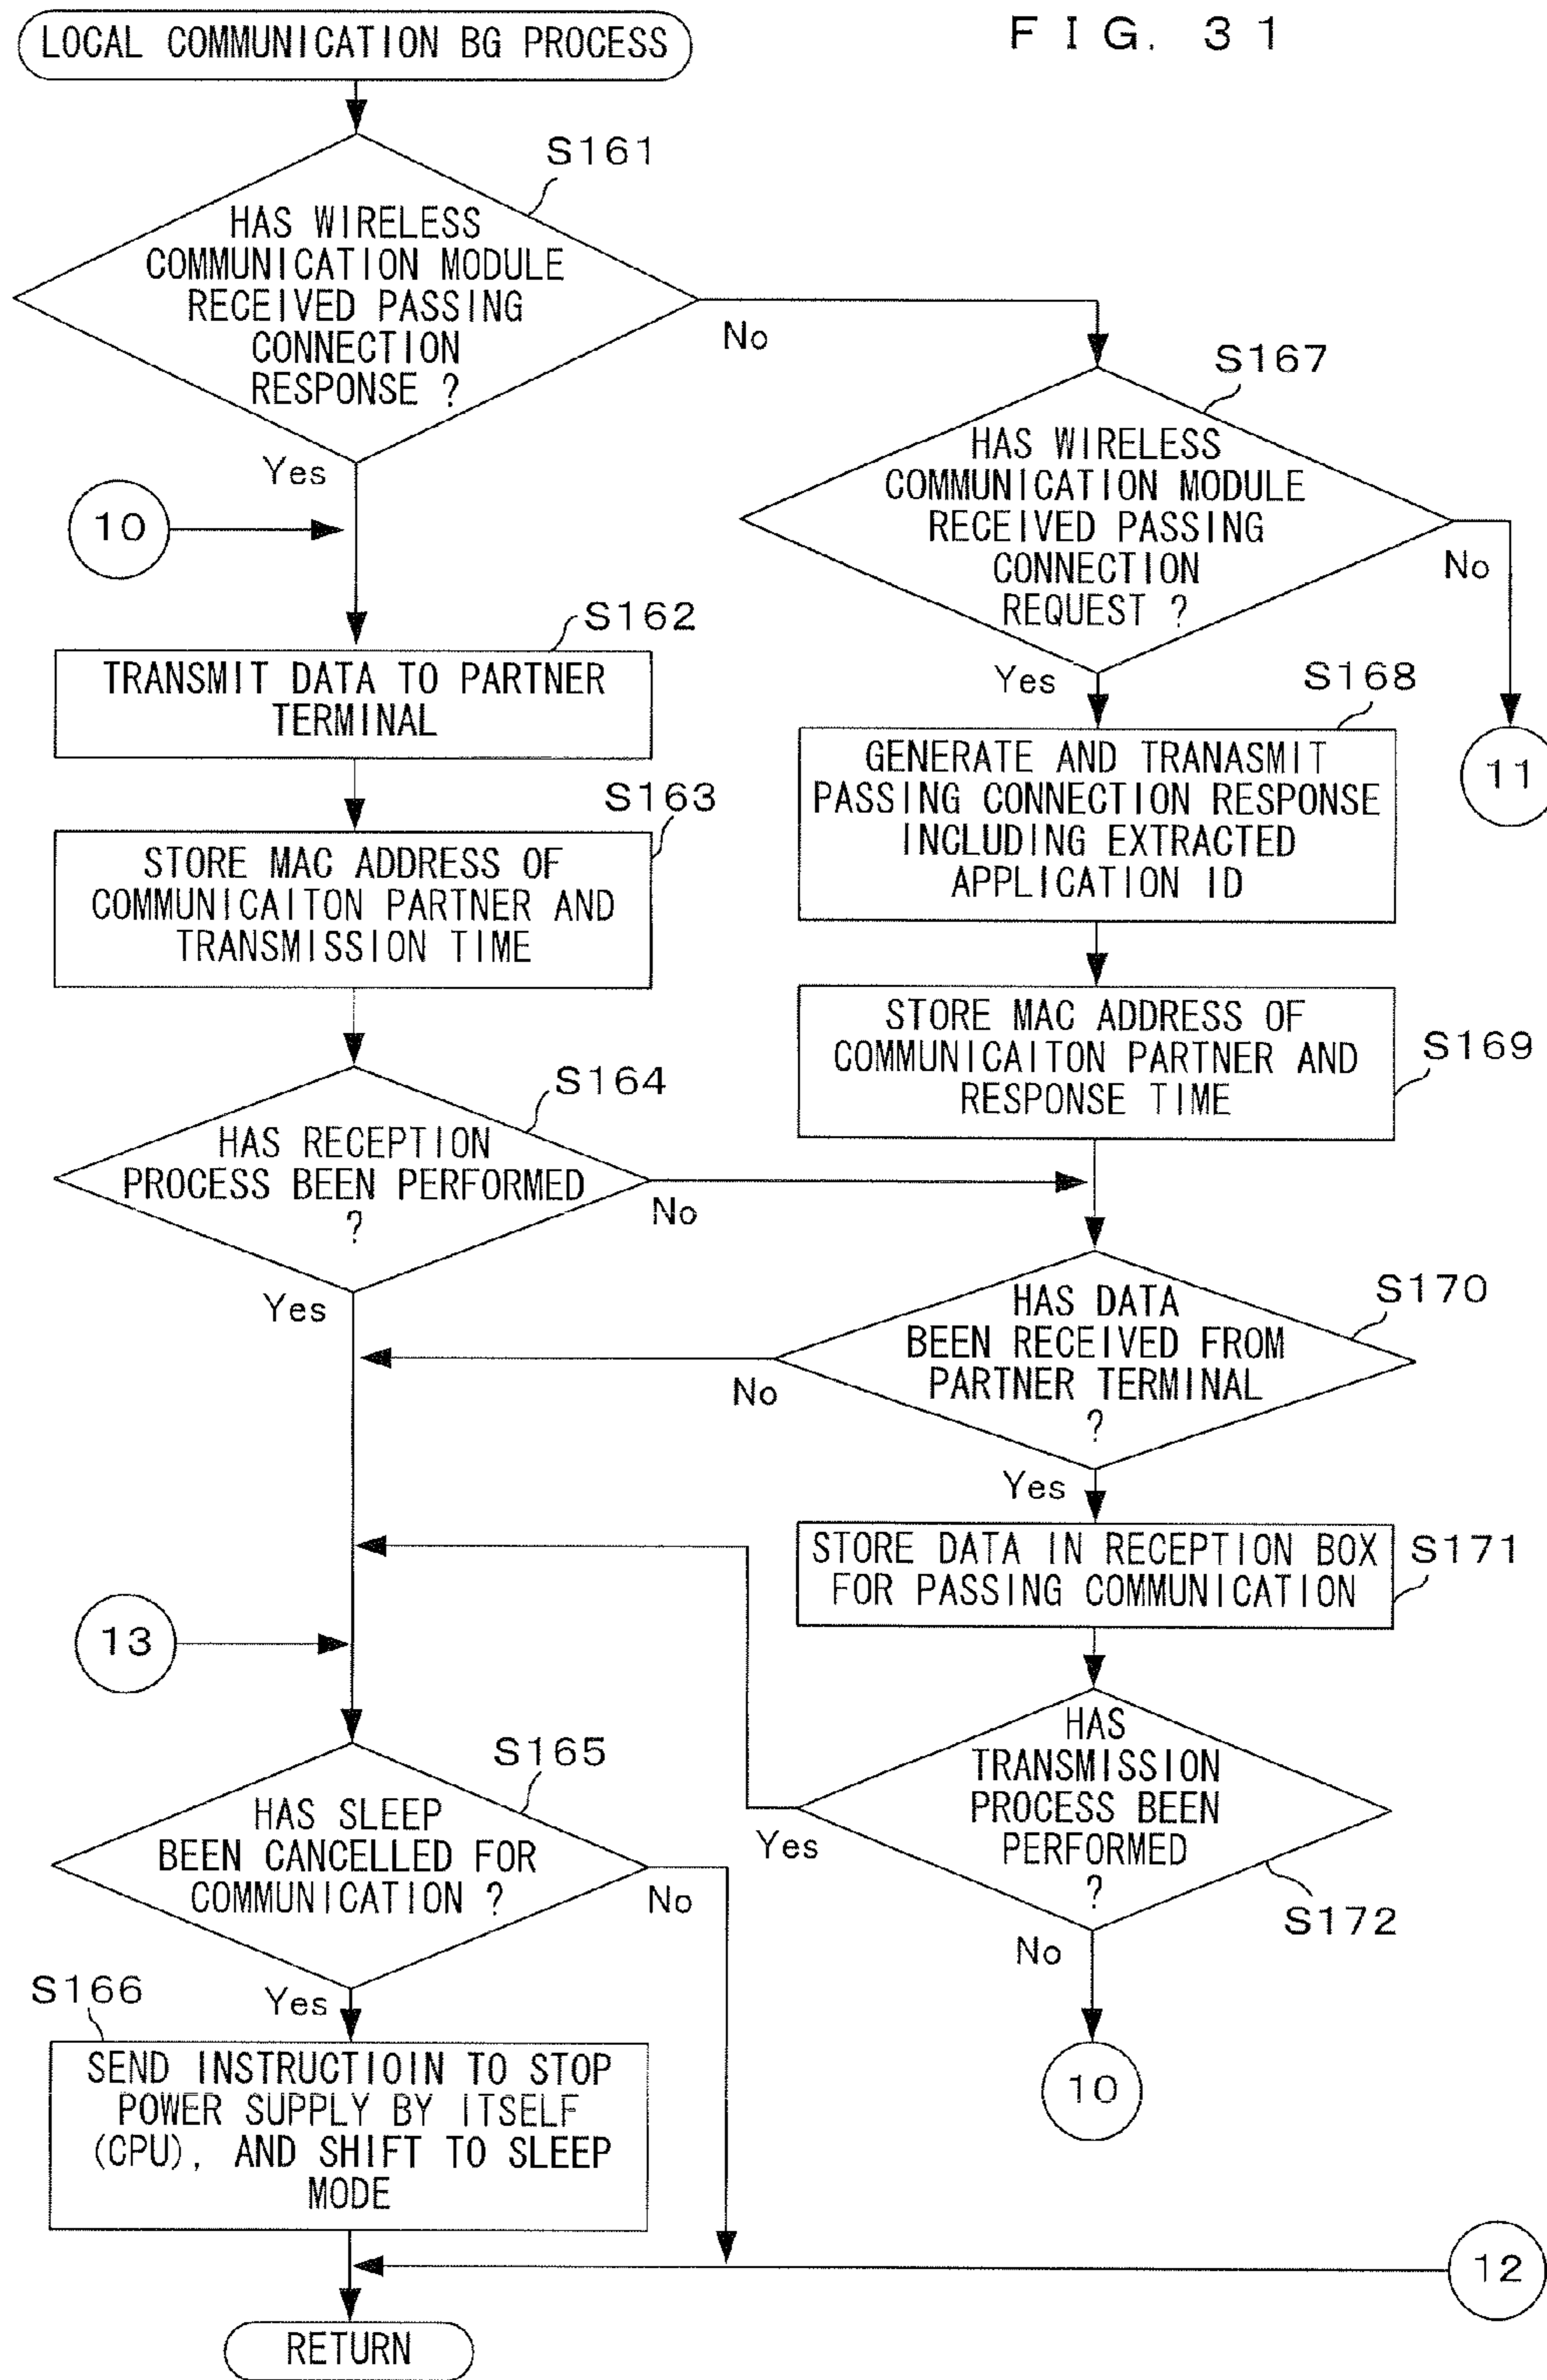 FIG. 31
LOCAL COMMUNICATION BG PROCESS
S161
HAS WIRELESS
COMMUNICATION MODULE
RECEIVED PASSING
CONNECTION
RESPONSE ?
No
Yes
10
S167
HAS WIRELESS
COMMUNICATION MODULE
RECEIVED PASSING
CONNECTION
REQUEST ?
No
Yes
11
S162
TRANSMIT DATA TO PARTNER
TERMINAL
S168
GENERATE AND TRANASMIT
PASSING CONNECTION RESPONSE
INCLUDING EXTRACTED
APPLICATION ID
S163
STORE MAC ADDRESS OF
COMMUNICAITON PARTNER AND
TRANSMISSION TIME
S169
STORE MAC ADDRESS OF
COMMUNICAITON PARTNER AND
RESPONSE TIME
S164
HAS RECEPTION
PROCESS BEEN PERFORMED
?
No
Yes
S170
HAS DATA
BEEN RECEIVED FROM
PARTNER TERMINAL
?
No
Yes
S171
STORE DATA IN RECEPTION BOX
FOR PASSING COMMUNICATION
13
HAS
TRANSMISSION
PROCESS BEEN
PERFORMED
?
Yes
S172
No
10
S165
HAS SLEEP
BEEN CANCELLED FOR
COMMUNICATION ?
No
Yes
S166
SEND INSTRUCTIOIN TO STOP
POWER SUPPLY BY ITSELF
(CPU), AND SHIFT TO SLEEP
MODE
12
RETURN